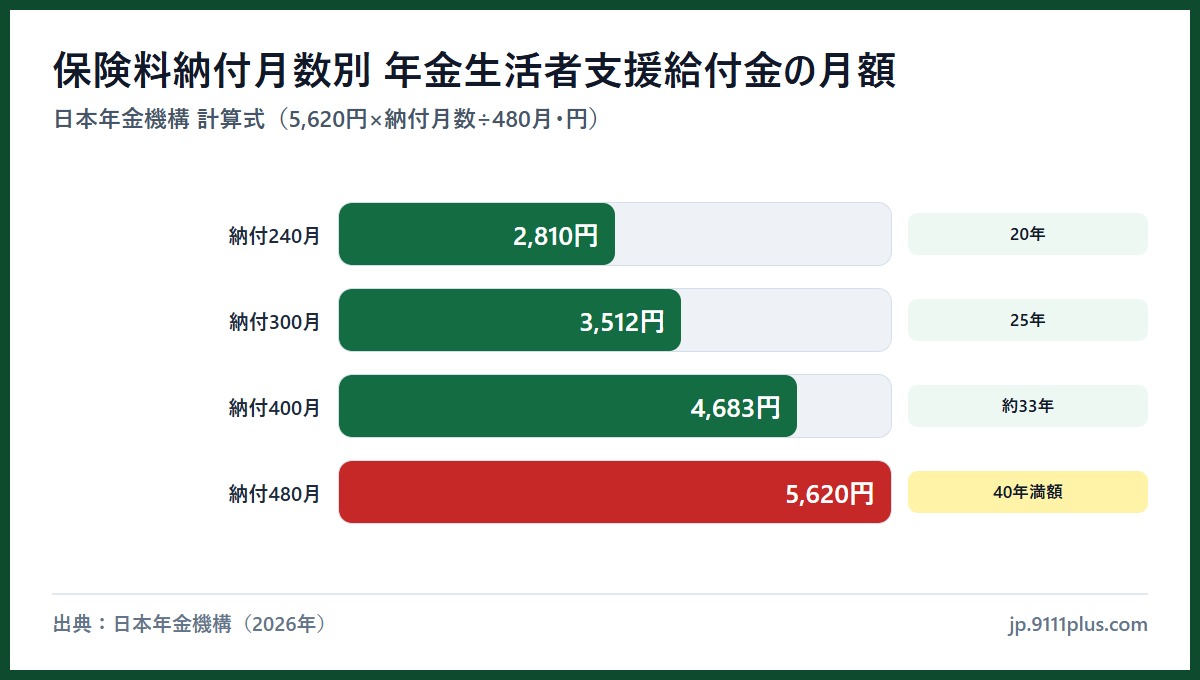 保険料納付月数別 年金生活者支援給付金の月額
日本年金機構 計算式（5,620円×納付月数÷480月・円）
納付240月 2,810円 20年
納付300月 3,512円 25年
納付400月 4,683円 約33年
納付480月 5,620円 40年満額
出典：日本年金機構（2026年） jp.9111plus.com